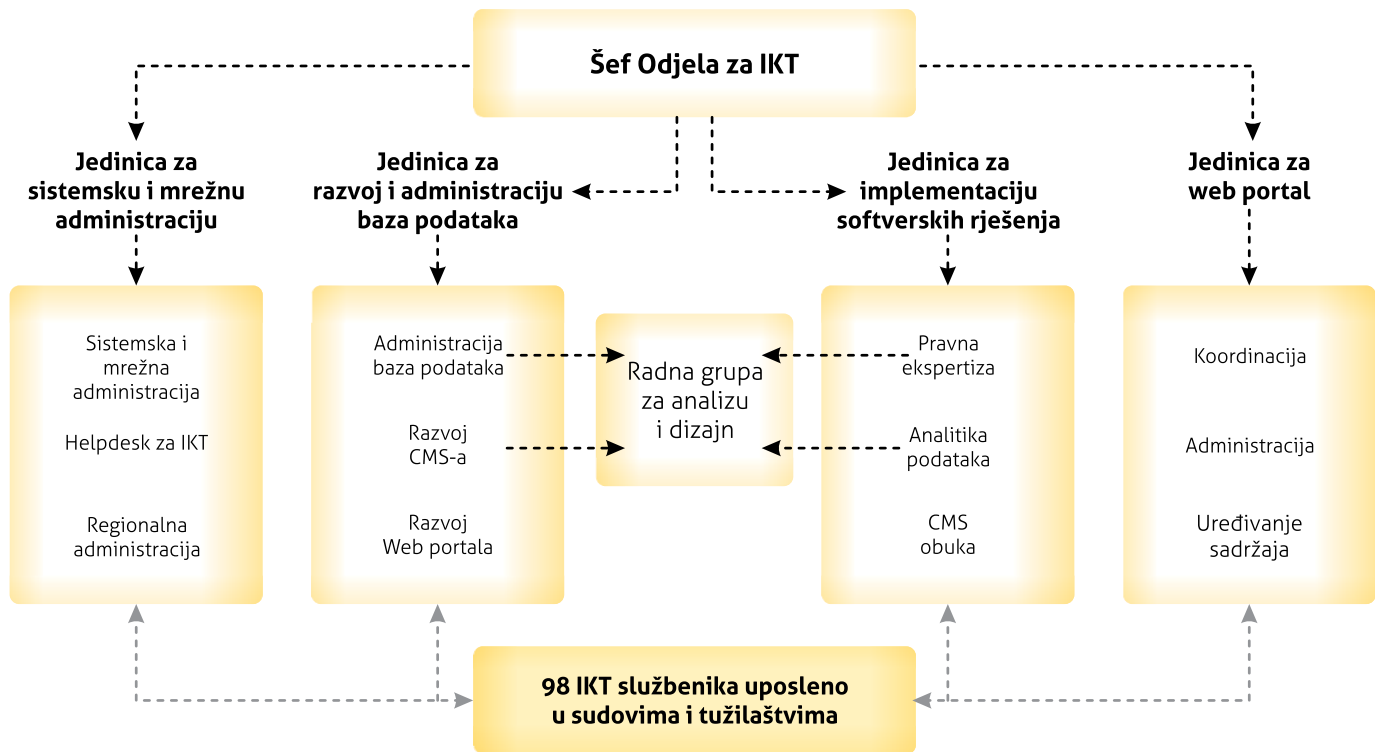 Šef Odjela za IKT
Jedinica za
sistemsku i mrežnu
administraciju
Jedinica za
razvoj i administraciju
baza podataka
Jedinica za
implementaciju
softverskih rješenja
Jedinica za
web portal
Sistemska i
mrežna
administracija
Helpdesk za IKT
Regionalna
administracija
Administracija
baza podataka
Razvoj
CMS-a
Razvoj
Web portala
Radna grupa
za analizu
i dizajn
Pravna
ekspertiza
Analitika
podataka
CMS
obuka
Koordinacija
Administracija
Uređivanje
sadržaja
98 IKT službenika uposleno
u sudovima i tužilaštvima